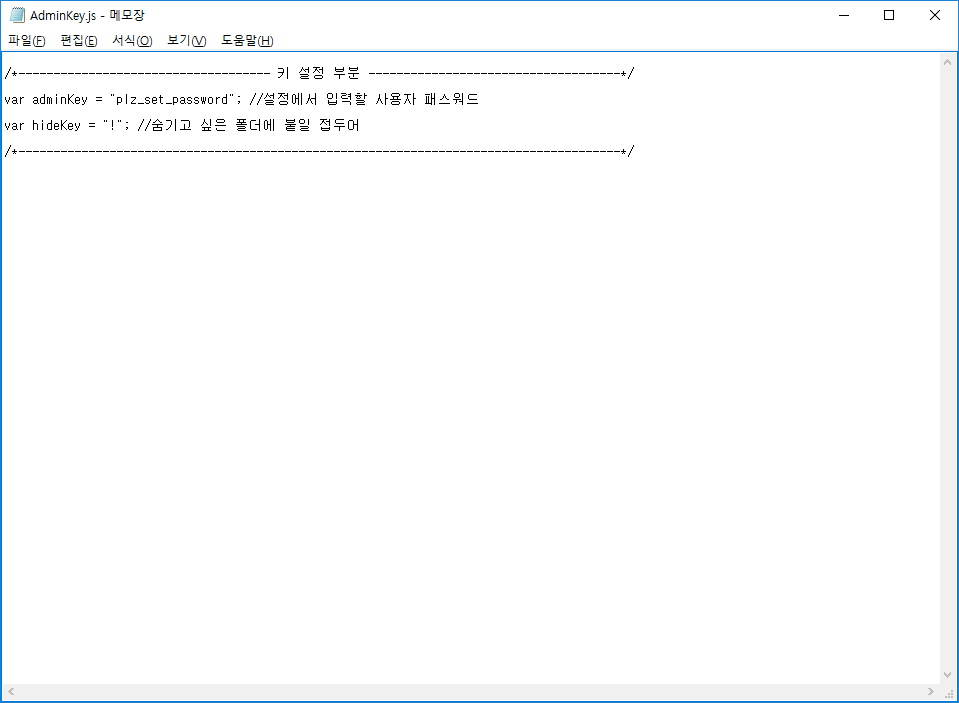 AdminKey.js - 메모장
파일(F) 편집(E) 서식(O) 보기(V) 도움말(H)
/*------------------------------------ 키 설정 부분 ------------------------------------*/
var adminKey = "plz_set_password"; //설정에서 입력할 사용자 패스워드
var hideKey = "!"; //숨기고 싶은 폴더에 붙일 접두어
/*--------------------------------------------------------------------------------------*/